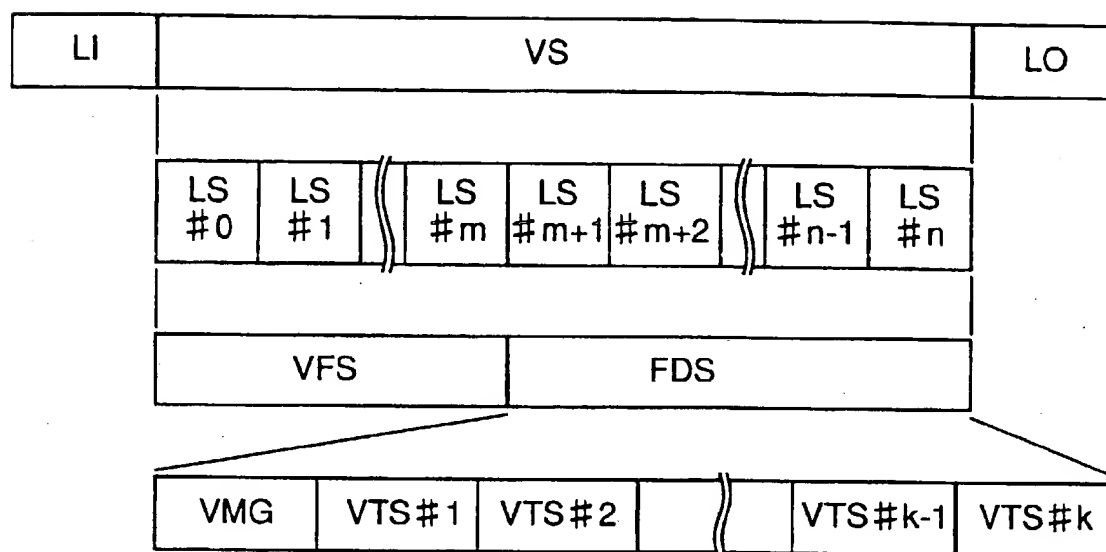 LI VS LO
LS LS LS LS LS LS LS
#0 #1 #m #m+1 #m+2 #n-1 #n
VFS FDS
VMG VTS#1 VTS#2 VTS#k-1 VTS#k